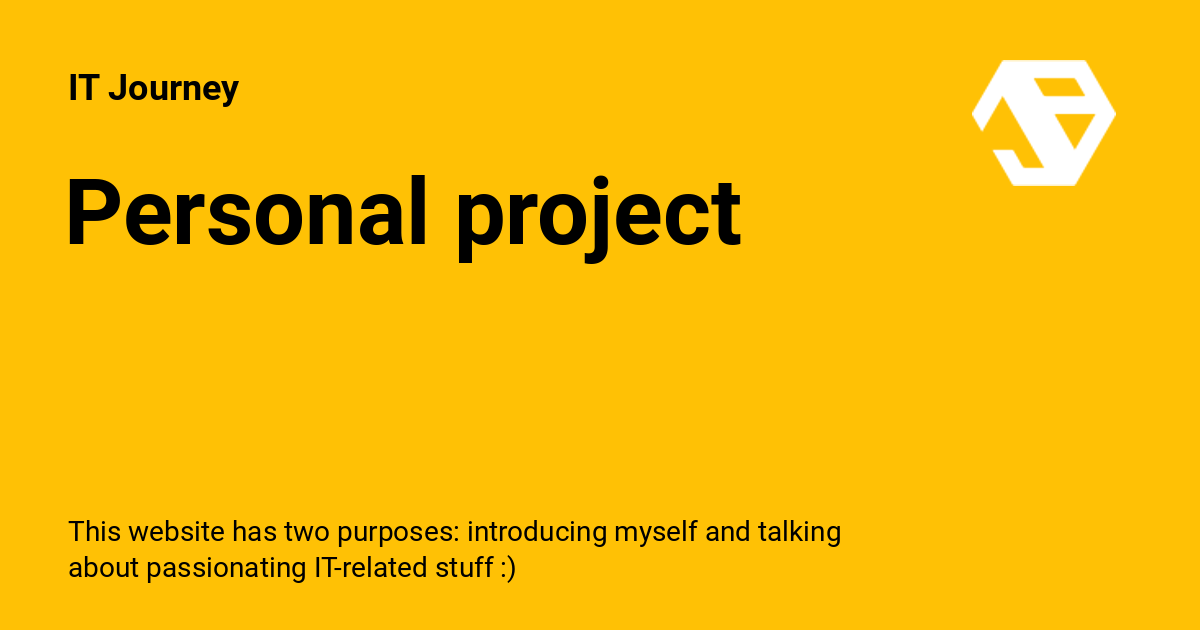 IT Journey
Personal project
This website has two purposes: introducing myself and talking
about passionating IT-related stuff :)